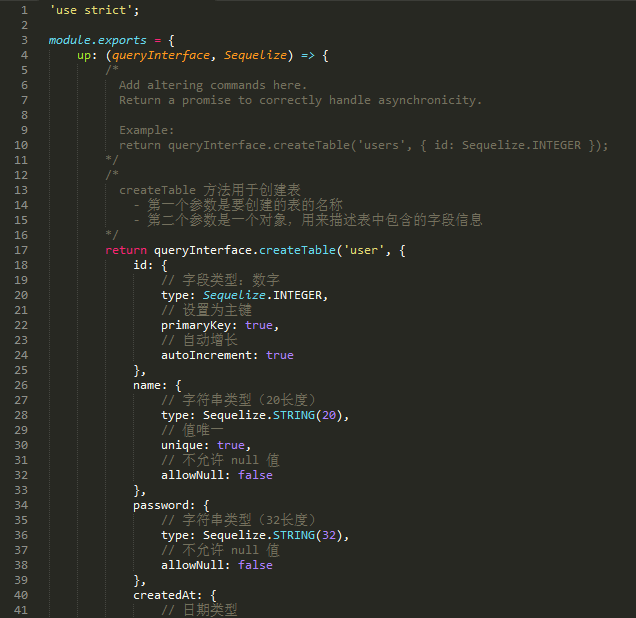 1 'use strict';
2
3 module.exports = {
4 up: (queryInterface, Sequelize) => {
5 /*
6 Add altering commands here.
7 Return a promise to correctly handle asynchronicity.
8
9 Example:
10 return queryInterface.createTable('users', { id: Sequelize.INTEGER });
11 */
12 /*
13 createTable 方法用于创建表
14 - 第一个参数是要创建的表的名称
15 - 第二个参数是一个对象，用来描述表中包含的字段信息
16 */
17 return queryInterface.createTable('user', {
18 id: {
19 // 字段类型：数字
20 type: Sequelize.INTEGER,
21 // 设置为主键
22 primaryKey: true,
23 // 自动增长
24 autoIncrement: true
25 },
26 name: {
27 // 字符串类型（20长度）
28 type: Sequelize.STRING(20),
29 // 值唯一
30 unique: true,
31 // 不允许 null 值
32 allowNull: false
33 },
34 password: {
35 // 字符串类型（32长度）
36 type: Sequelize.STRING(32),
37 // 不允许 null 值
38 allowNull: false
39 },
40 createdAt: {
41 // 日期类型